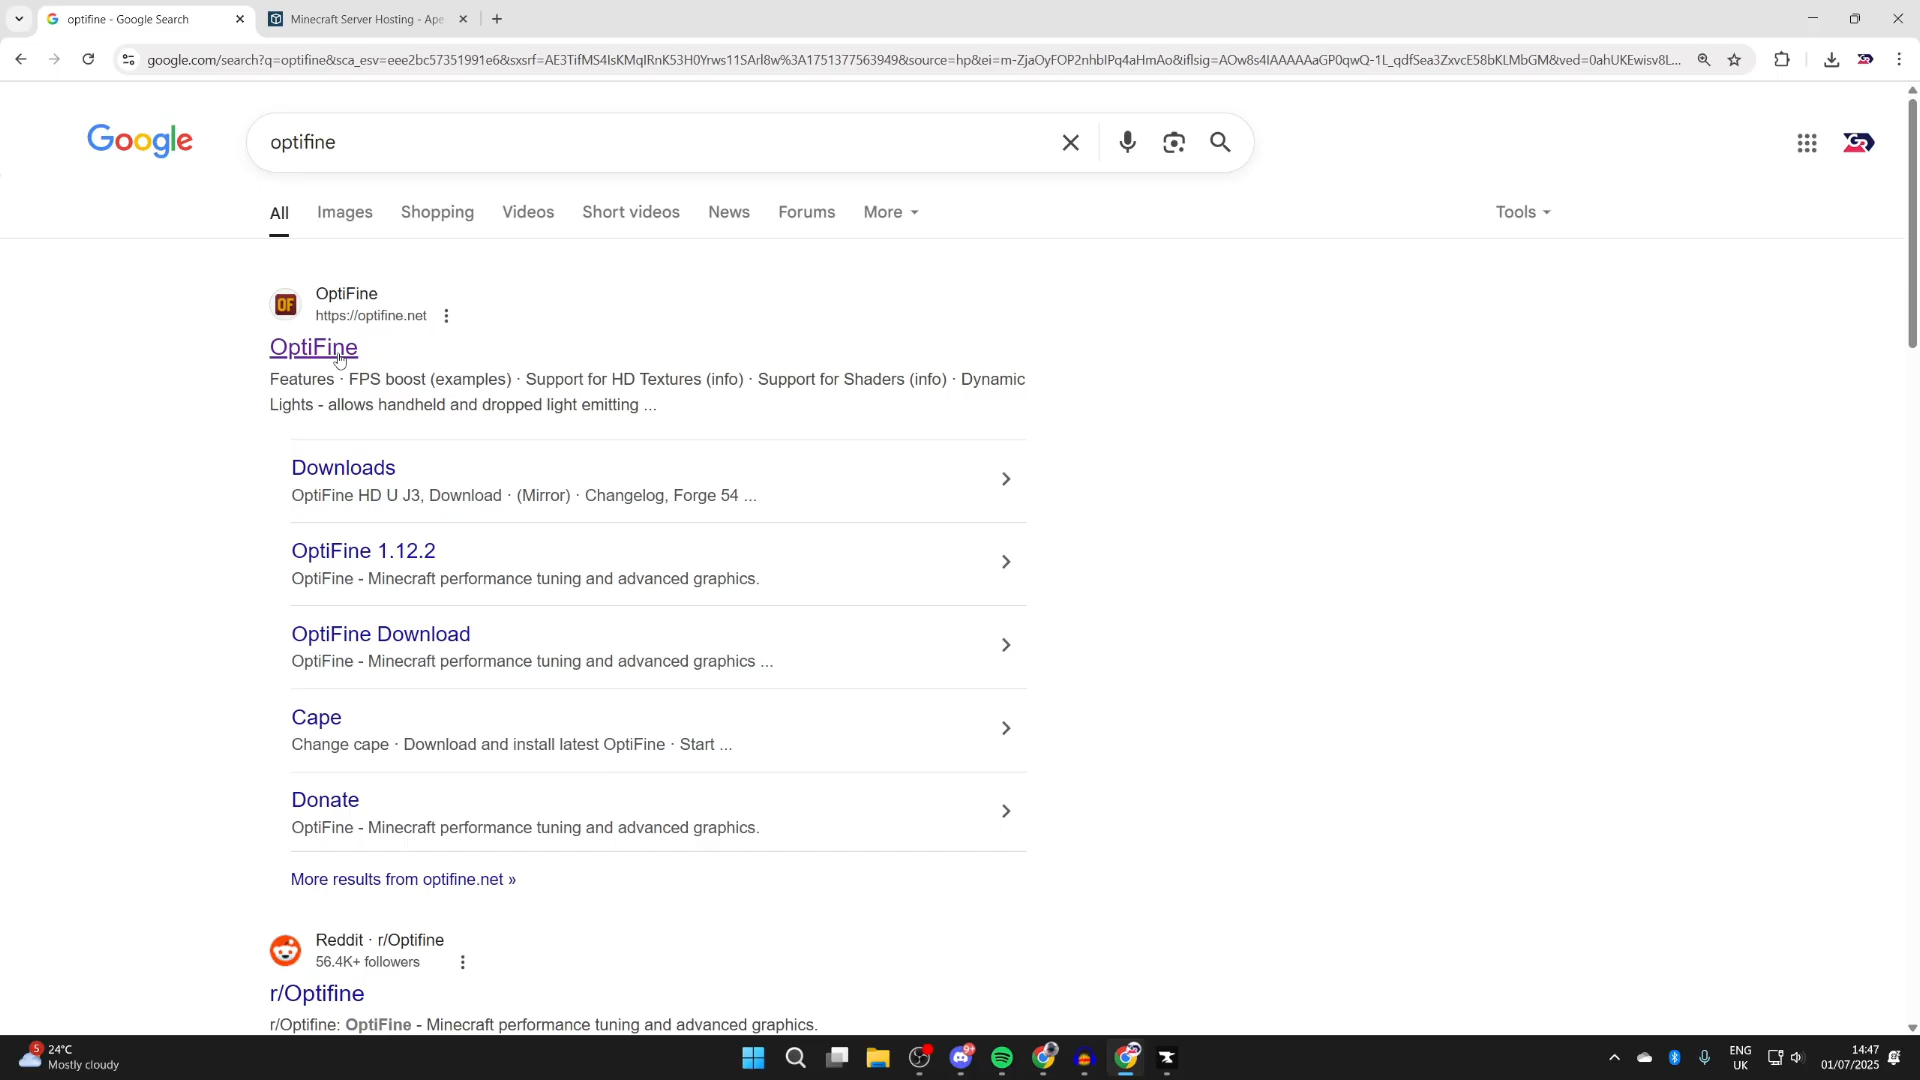 optifine - Google Search
Minecraft Server Hosting - Ape
google.com/search?q=optifine&sca_esv=eee2bc57351991e6&sxsrf=AE3TifMS4IsKMqIRnK53H0Yrws11SArl8w%3A1751377563949&source=hp&ei=m-ZjaOyFOP2nhbIPq4aHmAo&iflsig=AOw8s4IAAAAAaGP0qwQ-1L_qdfSea3ZxvcE58bKLMbGM&ved=0ahUKEwisv8L...
Google
optifine
All Images Shopping Videos Short videos News Forums More Tools
OF
OptiFine
https://optifine.net
OptiFine
Features · FPS boost (examples) · Support for HD Textures (info) · Support for Shaders (info) · Dynamic
Lights - allows handheld and dropped light emitting ...
Downloads
OptiFine HD U J3, Download · (Mirror) · Changelog, Forge 54 ...
OptiFine 1.12.2
OptiFine - Minecraft performance tuning and advanced graphics.
OptiFine Download
OptiFine - Minecraft performance tuning and advanced graphics ...
Cape
Change cape · Download and install latest OptiFine · Start ...
Donate
OptiFine - Minecraft performance tuning and advanced graphics.
More results from optifine.net »
Reddit · r/Optifine
56.4K+ followers
r/Optifine
r/Optifine: OptiFine - Minecraft performance tuning and advanced graphics.
5
24°C
Mostly cloudy
9+
ENG
UK
14:47
01/07/2025